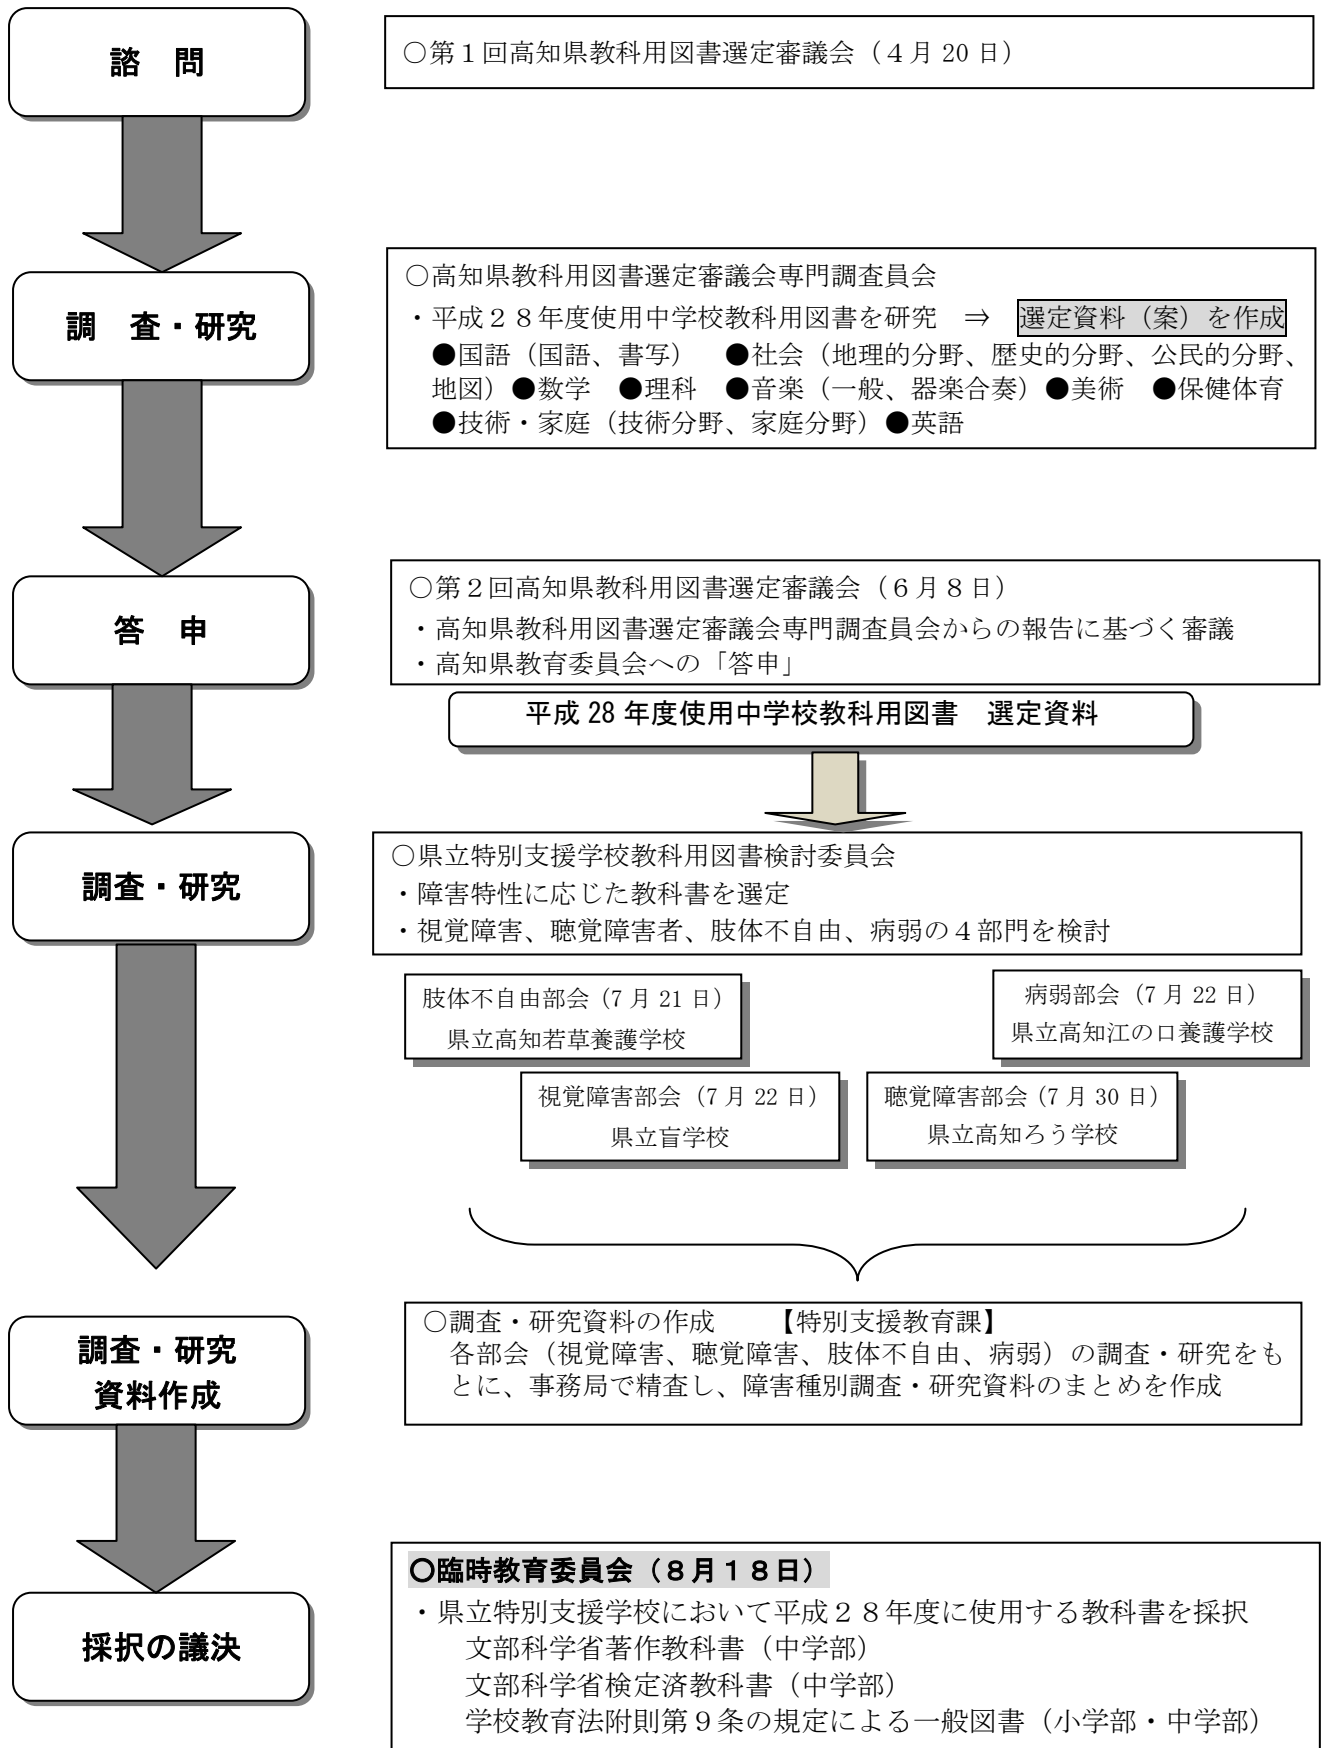 諮　問
○第１回高知県教科用図書選定審議会（４月 20 日）
調　査・研究
○高知県教科用図書選定審議会専門調査員会
・平成２８年度使用中学校教科用図書を研究　⇒　選定資料（案）を作成
●国語（国語、書写）　●社会（地理的分野、歴史的分野、公民的分野、
地図）●数学　●理科　●音楽（一般、器楽合奏）●美術　●保健体育
●技術・家庭（技術分野、家庭分野）●英語
答　申
○第２回高知県教科用図書選定審議会（６月８日）
・高知県教科用図書選定審議会専門調査員会からの報告に基づく審議
・高知県教育委員会への「答申」
平成 28 年度使用中学校教科用図書　選定資料
調査・研究
○県立特別支援学校教科用図書検討委員会
・障害特性に応じた教科書を選定
・視覚障害、聴覚障害者、肢体不自由、病弱の４部門を検討
肢体不自由部会（7 月 21 日）
県立高知若草養護学校
病弱部会（7 月 22 日）
県立高知江の口養護学校
視覚障害部会（7 月 22 日）
県立盲学校
聴覚障害部会（7 月 30 日）
県立高知ろう学校
調査・研究
資料作成
○調査・研究資料の作成　　【特別支援教育課】
各部会（視覚障害、聴覚障害、肢体不自由、病弱）の調査・研究をも
とに、事務局で精査し、障害種別調査・研究資料のまとめを作成
採択の議決
○臨時教育委員会（８月１８日）
・県立特別支援学校において平成２８年度に使用する教科書を採択
文部科学省著作教科書（中学部）
文部科学省検定済教科書（中学部）
学校教育法附則第９条の規定による一般図書（小学部・中学部）